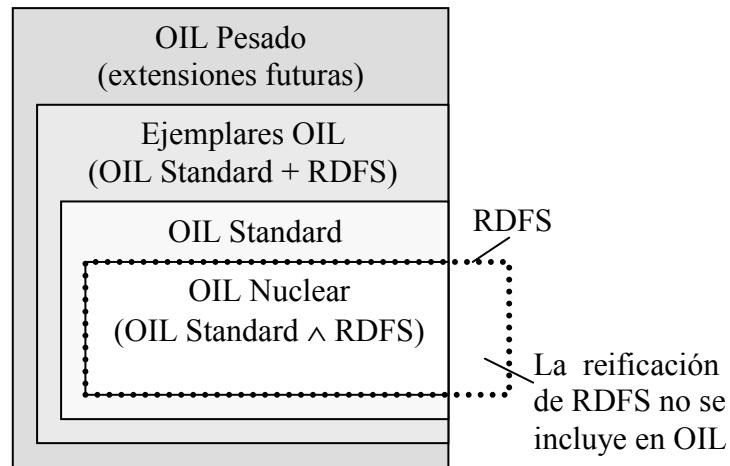 OIL Pesado
(extensiones futuras)
Ejemplares OIL
(OIL Standard + RDFS)
OIL Standard
RDFS
OIL Nuclear
(OIL Standard ∧ RDFS)
La reificación
de RDFS no se
incluye en OIL